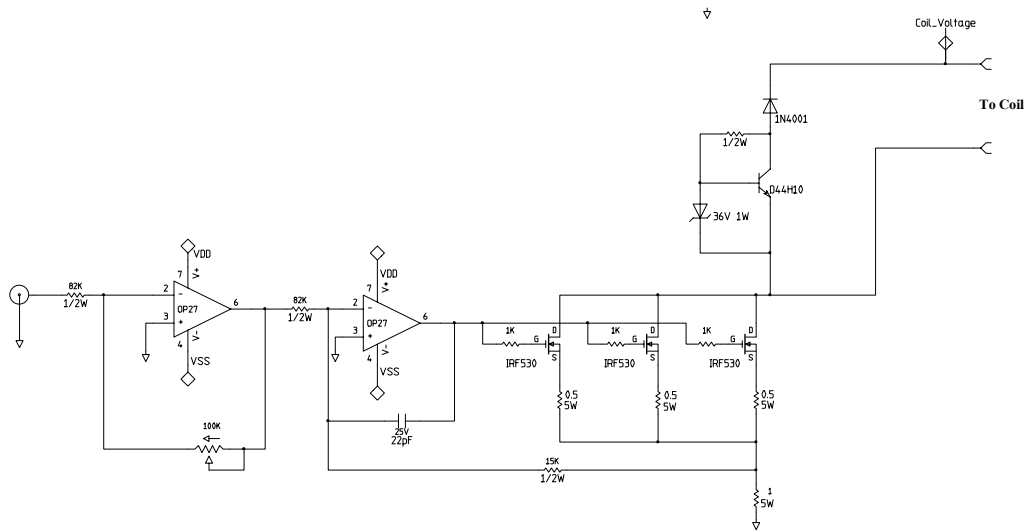 Coil_Voltage
To Coil
1N4001
1/2W
D44H10
36V 1W
VDD
7
V+
82K
1/2W
2
-
OP27
6
3
+
4
V-
VSS
VDD
7
V+
82K
1/2W
2
-
OP27
6
3
+
4
V-
VSS
1K
G
D
S
IRF530
1K
G
D
S
IRF530
1K
G
D
S
IRF530
0.5
5W
0.5
5W
0.5
5W
100K
25V
22pF
15K
1/2W
1
5W